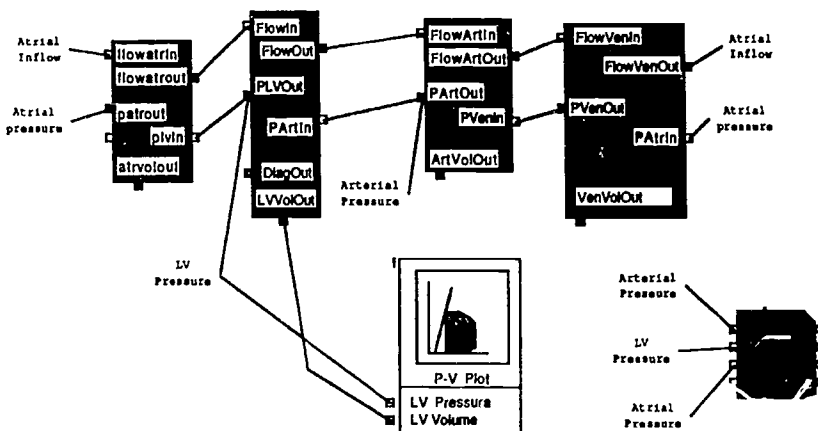 Atrial
Inflow
Atrial
pressure
flowatrin
flowatrout
patrout
plvin
atrvolout
FlowIn
FlowOut
PLVOut
PArtIn
DiagOut
LVVolOut
FlowArtIn
FlowArtOut
PArtOut
PVenIn
ArtVolOut
FlowVenIn
FlowVenOut
PVenOut
PAtrIn
VenVolOut
Atrial
Inflow
Atrial
pressure
Arterial
Pressure
LV
Pressure
P-V Plot
LV Pressure
LV Volume
Arterial
Pressure
LV
Pressure
Atrial
Pressure